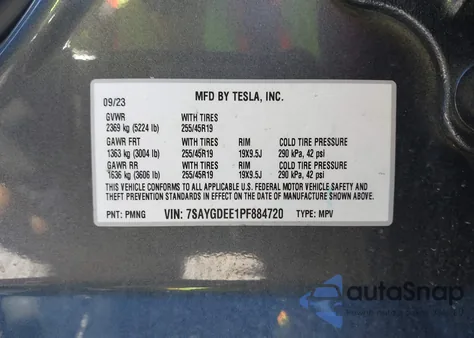 09/23 MFD BY TESLA, INC.
GVWR WITH TIRES
2369 kg (5224 lb) 255/45R19
GAWR FRT WITH TIRES RIM COLD TIRE PRESSURE
1363 kg (3004 lb) 255/45R19 19X9.5J 290 kPa, 42 psi
GAWR RR WITH TIRES RIM COLD TIRE PRESSURE
1636 kg (3606 lb) 255/45R19 19X9.5J 290 kPa, 42 psi
THIS VEHICLE CONFORMS TO ALL APPLICABLE U.S. FEDERAL MOTOR VEHICLE SAFETY AND
THEFT PREVENTION STANDARDS IN EFFECT ON THE DATE OF MANUFACTURE SHOWN ABOVE.
PNT: PMNG VIN: 7SAYGDEE1PF884720 TYPE: MPV
autoSnap